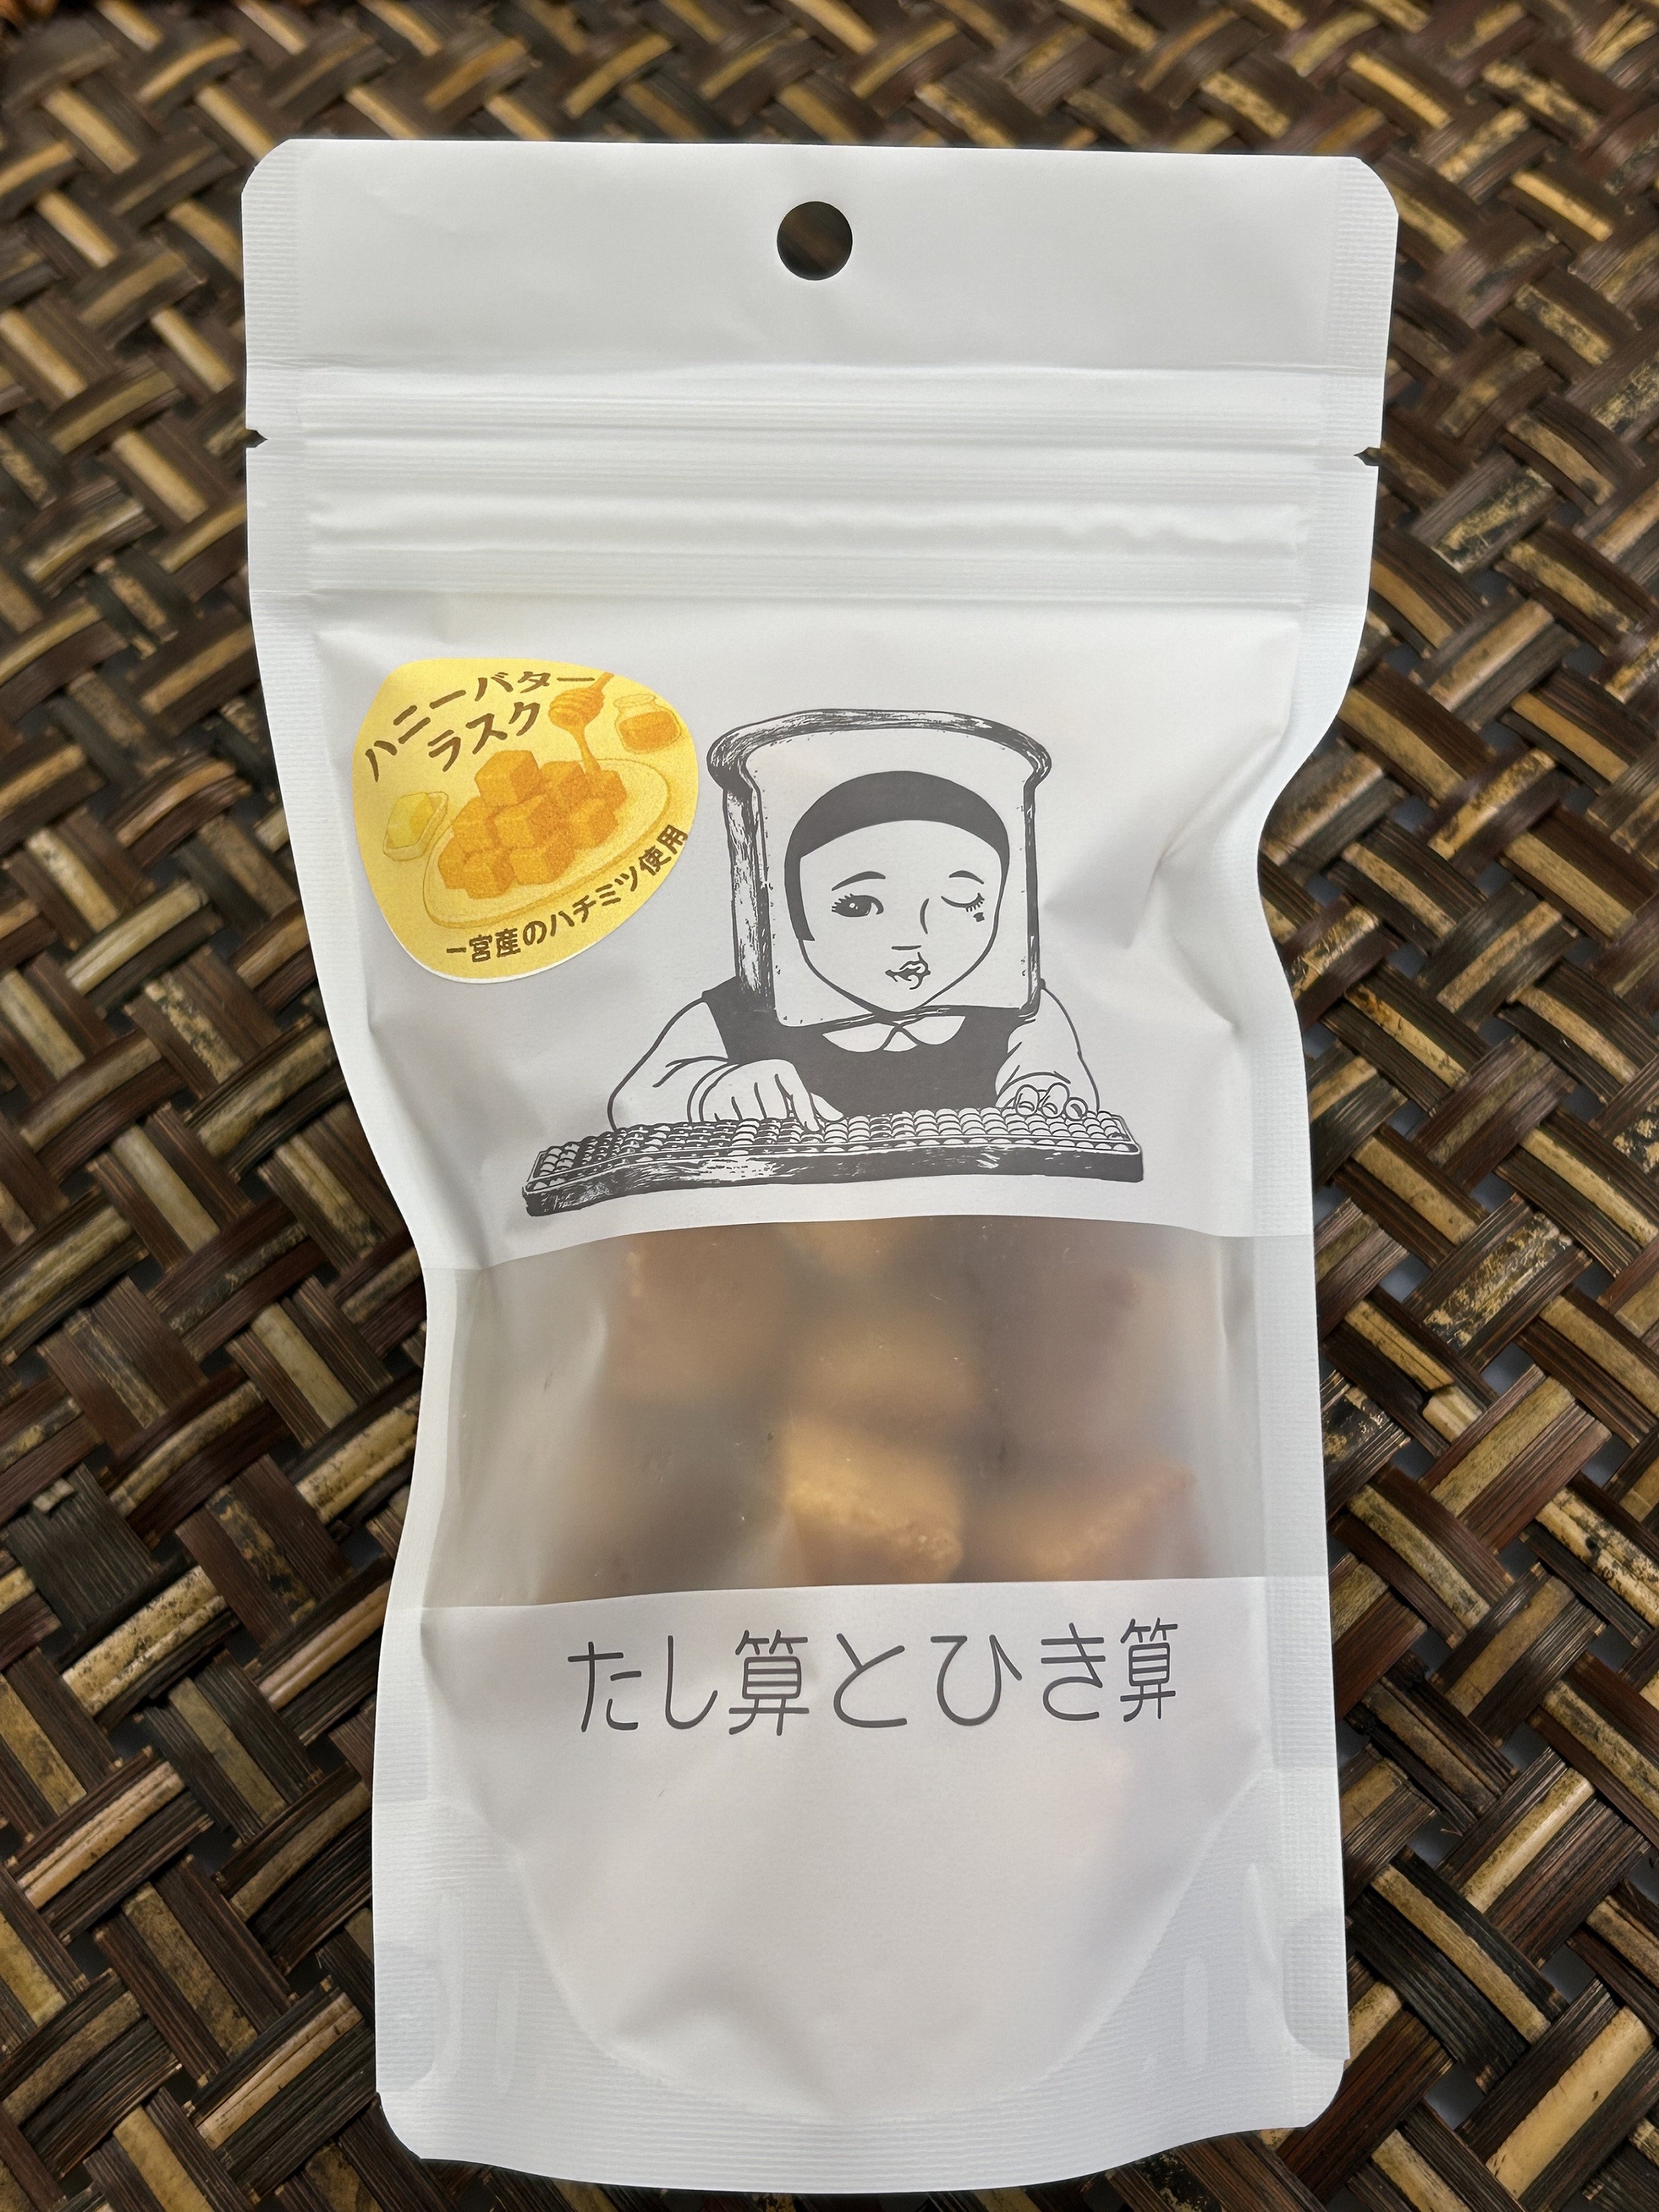 ハニーバター
ラスク
一宮産のハチミツ使用
たし算とひき算